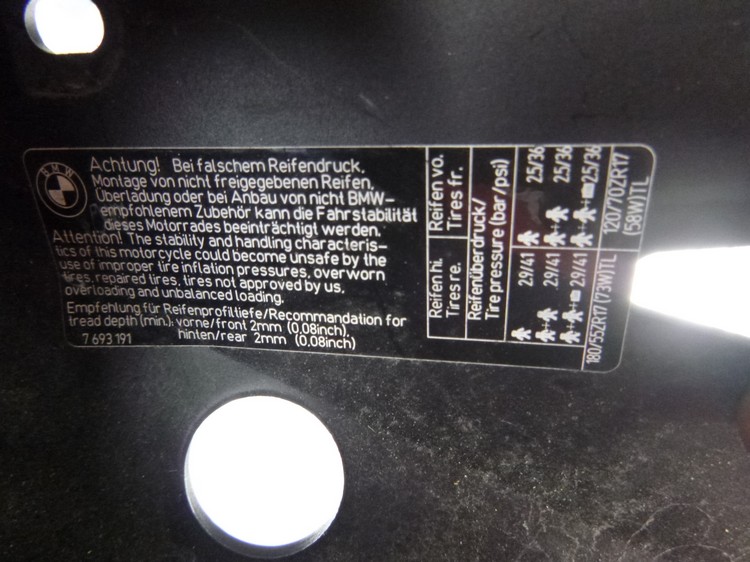 BMW
Achtung! Bei falschem Reifendruck,
Montage von nicht freigegebenen Reifen,
Überladung oder bei Anbau von nicht BMW-
empfohlenem Zubehör kann die Fahrstabilität
dieses Motorrades beeinträchtigt werden.
Attention! The stability and handling characteris-
tics of this motorcycle could become unsafe by the
use of improper tire inflation pressures, overworn
tires, repaired tires, tires not approved by us,
overloading and unbalanced loading.
Empfehlung für Reifenprofiltiefe/Recommandation for
tread depth (min.): vorne/front 2mm (0.08inch),
hinten/rear 2mm (0.08inch)
7 693 191
Reifen hi.
Tires re.
Reifen vo.
Tires fr.
Reifenüberdruck/
Tire pressure (bar/psi)
29/41 25/36
29/41 25/36
29/41 25/36
180/55ZR17 (73W)TL
120/70ZR17
(58W)TL